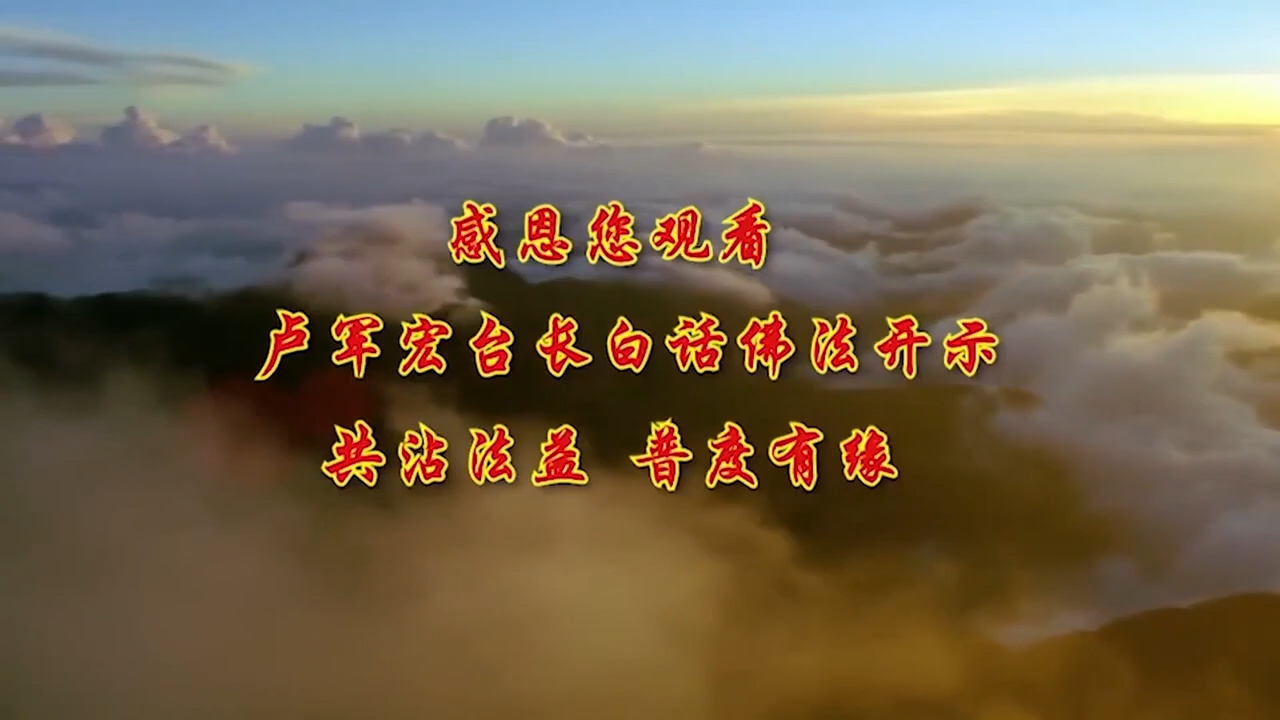 感恩您观看
卢军宏台长白话佛法开示
共沾法益 普度有缘